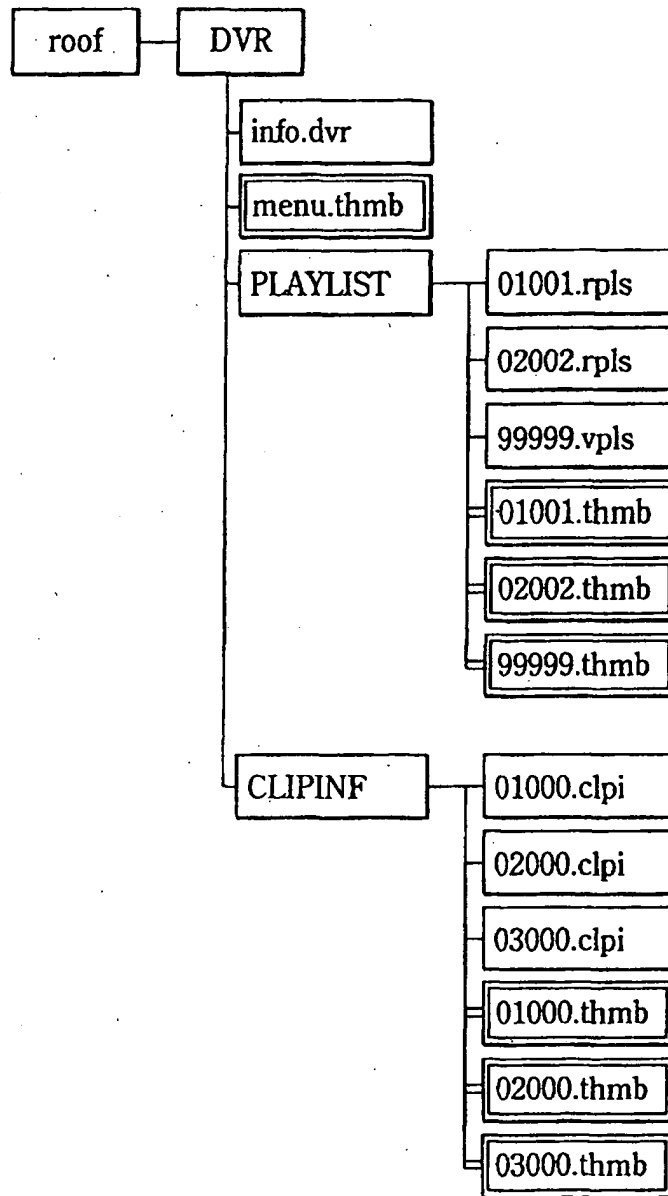 roof DVR
info.dvr
menu.thmb
PLAYLIST 01001.rpls
02002.rpls
99999.vpls
01001.thmb
02002.thmb
99999.thmb
CLIPINF 01000.clpi
02000.clpi
03000.clpi
01000.thmb
02000.thmb
03000.thmb